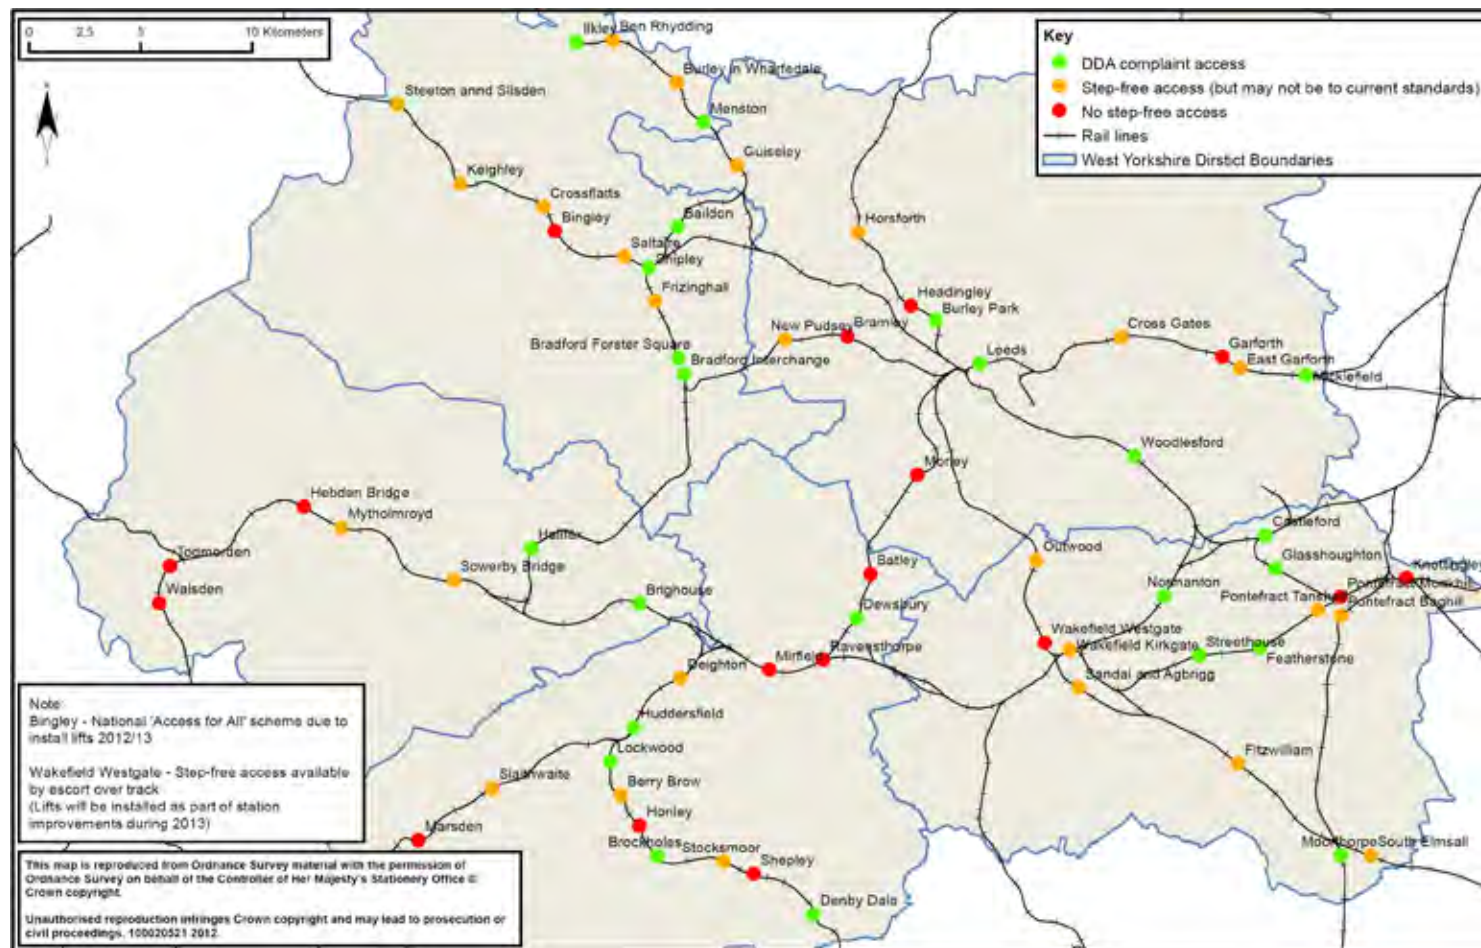 0 2.5 5 10 Kilometers
Key
DDA complaint access
Step-free access (but may not be to current standards)
No step-free access
Rail lines
West Yorkshire Dirstict Boundaries
Ilkley
Ben Rhydding
Burley in Wharfedale
Steeton annd Silsden
Menston
Guiseley
Keighley
Crossflatts
Bingley
Baildon
Horsforth
Saltaire
Shipley
Frizinghall
Headingley
Burley Park
New Pudsey
Bramley
Cross Gates
Bradford Forster Square
Bradford Interchange
Leeds
Garforth
East Garforth
Micklefield
Woodlesford
Morley
Hebden Bridge
Mytholmroyd
Halifax
Todmorden
Sowerby Bridge
Walsden
Brighouse
Batley
Dewsbury
Outwood
Castleford
Glasshoughton
Normanton
Knottingley
Pontefract Monkhill
Pontefract Tanshelf
Pontefract Baghill
Wakefield Westgate
Wakefield Kirkgate
Streethouse
Featherstone
Sandal and Agbrigg
Mirfield
Ravensthorpe
Deighton
Huddersfield
Lockwood
Slaithwaite
Berry Brow
Honley
Marsden
Brockholes
Stocksmoor
Shepley
Denby Dale
Fitzwilliam
Moorthorpe
South Elmsall
Note
Bingley - National 'Access for All' scheme due to
install lifts 2012/13
Wakefield Westgate - Step-free access available
by escort over track
(Lifts will be installed as part of station
improvements during 2013)
This map is reproduced from Ordnance Survey material with the permission of
Ordnance Survey on behalf of the Controller of Her Majesty's Stationery Office ©
Crown copyright.
Unauthorised reproduction infringes Crown copyright and may lead to prosecution or
civil proceedings. 100020521 2012.